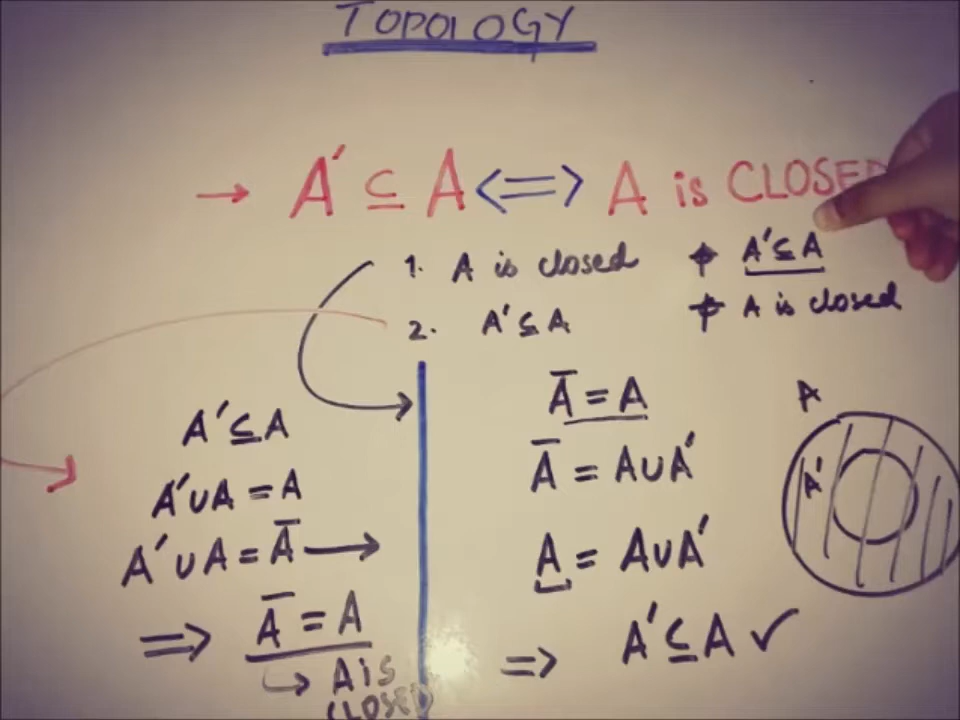 TOPOLOGY
→ A′ ⊆ A <=> A is CLOSED
1. A is closed ϕ A′⊆A
2. A′⊆A ϕ A is closed
A′⊆A
A′∪A = A
A′∪A = Ā →
⇒ Ā = A
↳ A is
CLOSED
Ā = A
Ā = A∪A′
A = A∪A′
⇒ A′⊆A ✓
A
A′